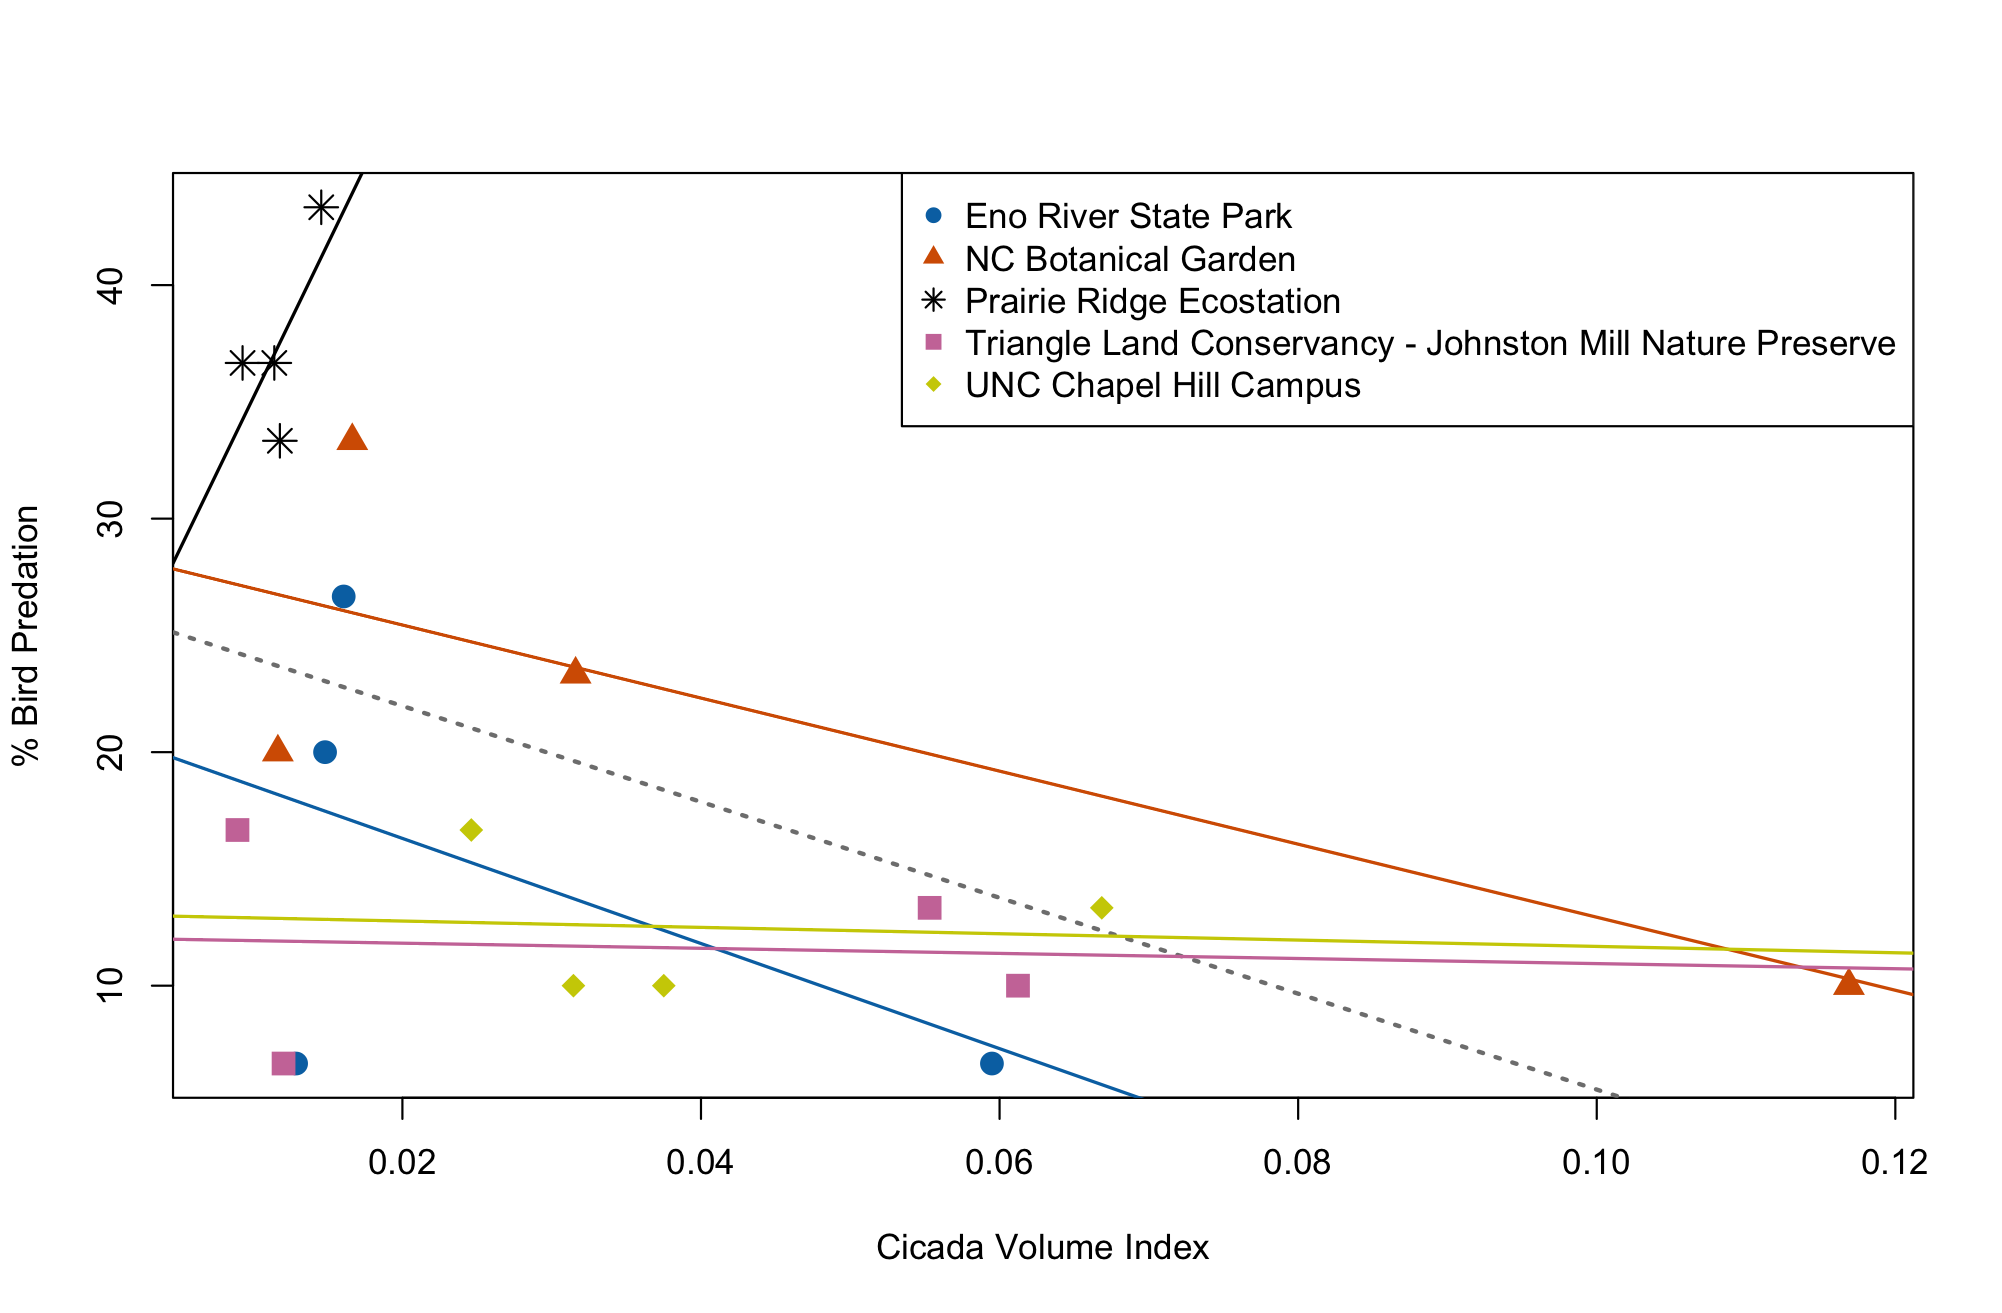 Eno River State Park
NC Botanical Garden
Prairie Ridge Ecostation
Triangle Land Conservancy - Johnston Mill Nature Preserve
UNC Chapel Hill Campus
% Bird Predation
40
30
20
10
0.02 0.04 0.06 0.08 0.10 0.12
Cicada Volume Index